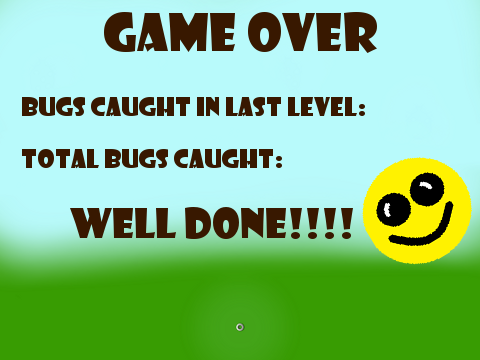 GAME OVER
BUGS CAUGHT IN LAST LEVEL:
TOTAL BUGS CAUGHT:
WELL DONE!!!!